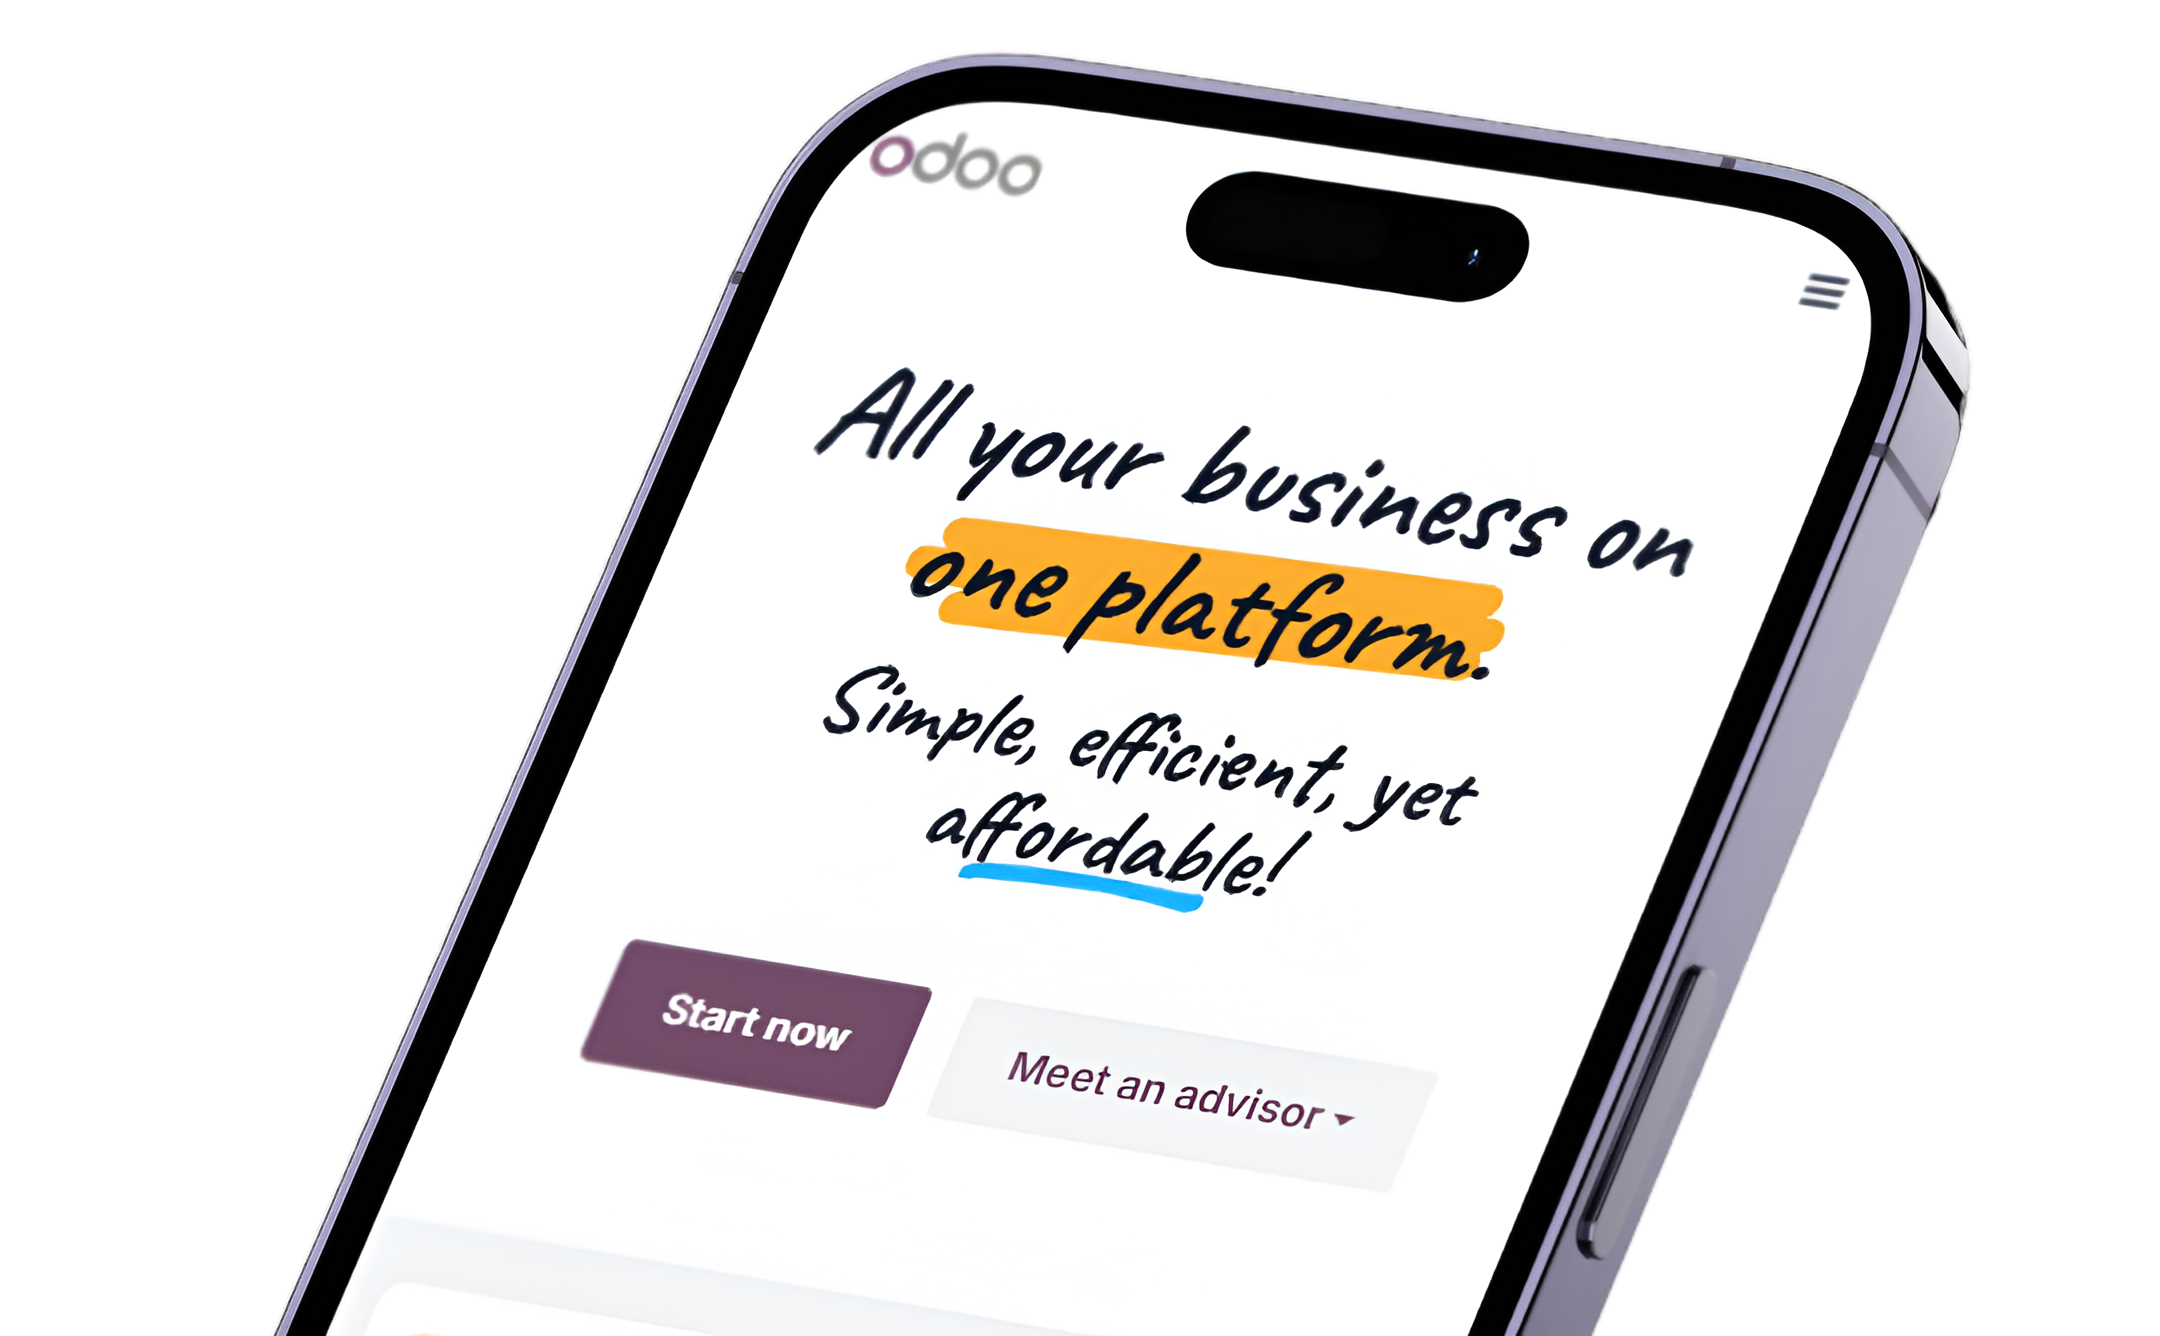 odoo
All your business on
one platform.
Simple, efficient, yet
affordable!
Start now
Meet an advisor